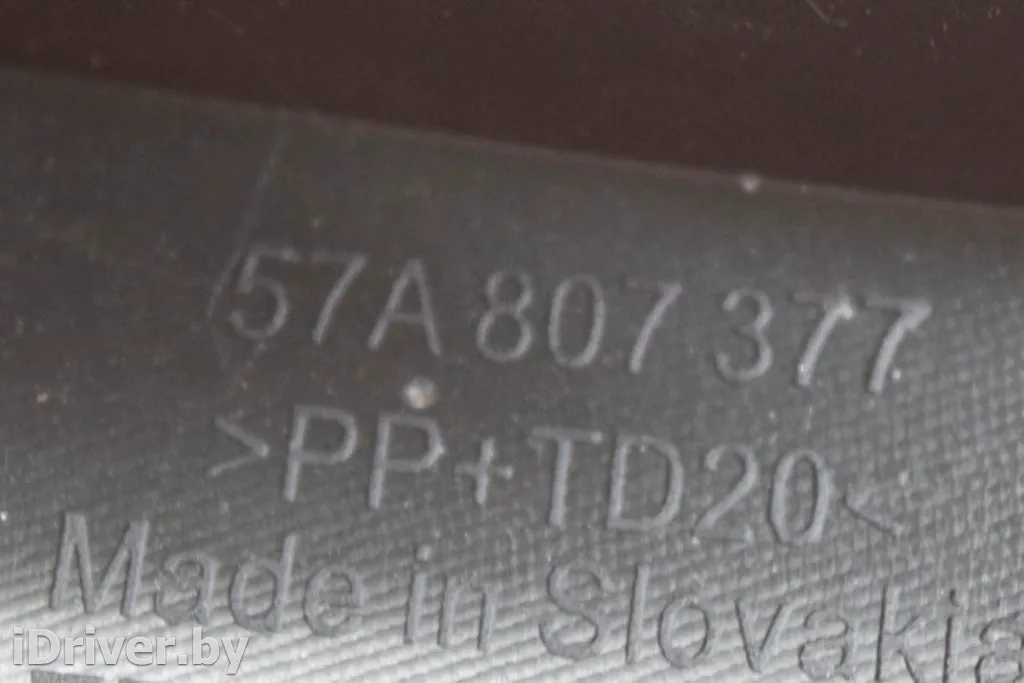 57A 807 377
>PP+TD20<
Made in Slovakia
iDriver.by